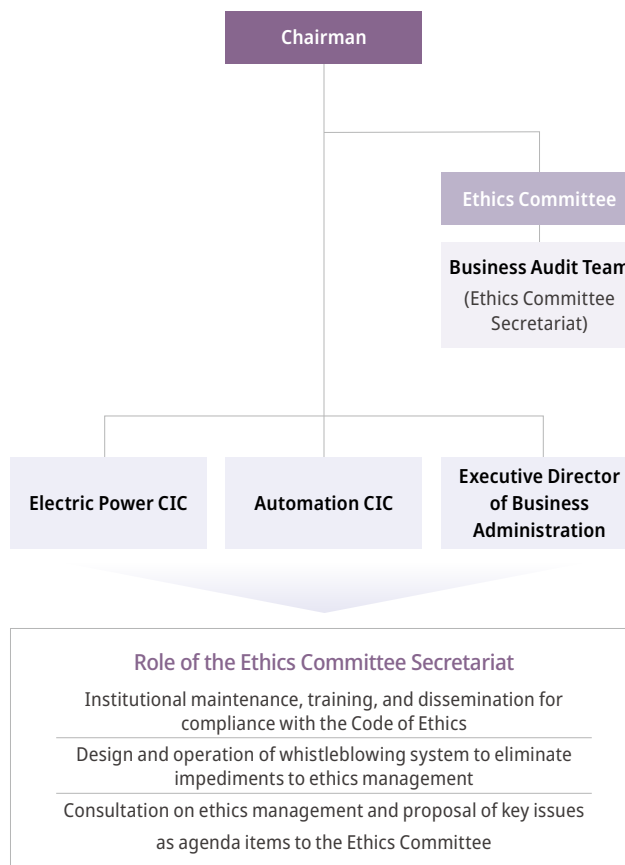 Chairman
Ethics Committee
Business Audit Team
(Ethics Committee
Secretariat)
Electric Power CIC
Automation CIC
Executive Director
of Business
Administration
Role of the Ethics Committee Secretariat
Institutional maintenance, training, and dissemination for
compliance with the Code of Ethics
Design and operation of whistleblowing system to eliminate
impediments to ethics management
Consultation on ethics management and proposal of key issues
as agenda items to the Ethics Committee